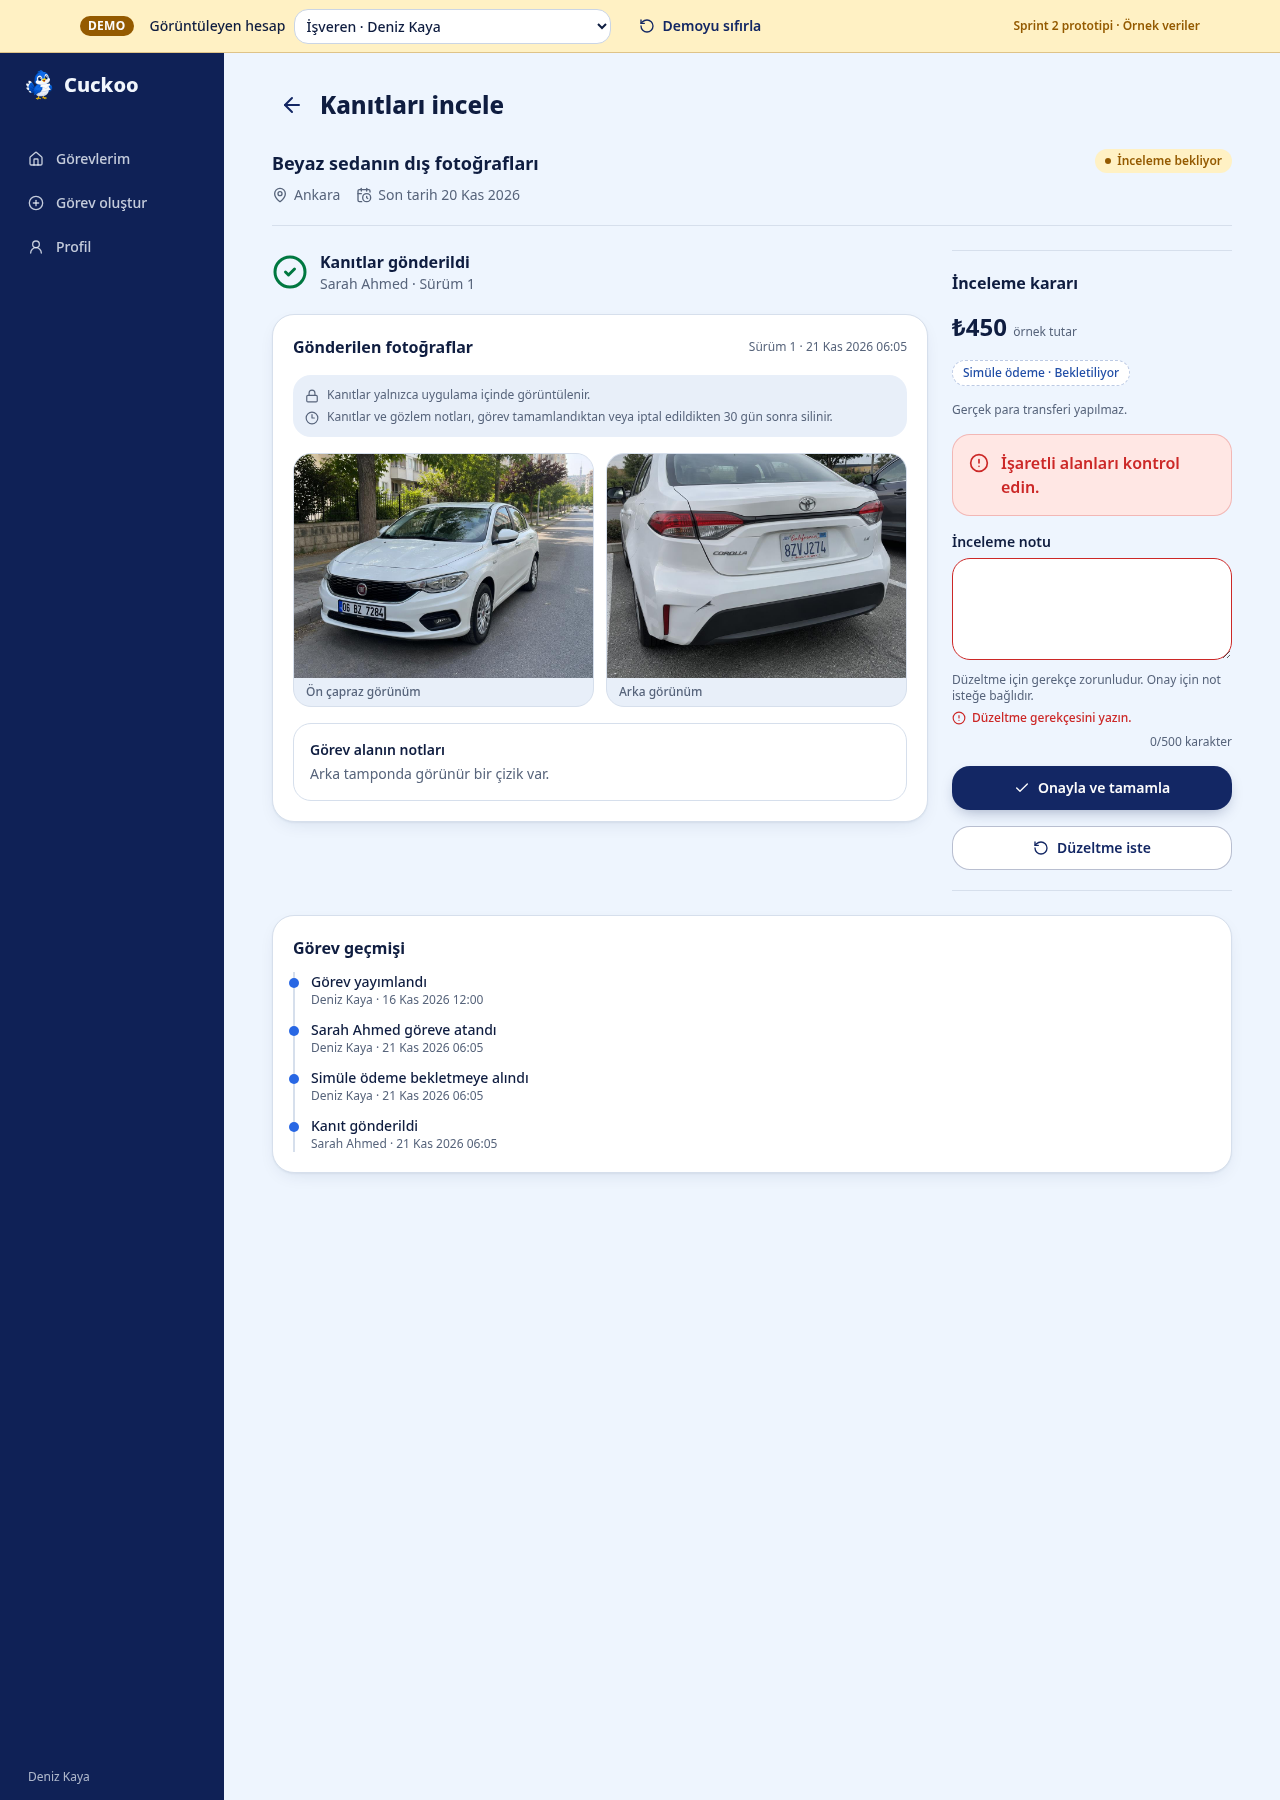 DEMO
Görüntüleyen hesap
İşveren · Deniz Kaya
Demoyu sıfırla
Sprint 2 prototipi · Örnek veriler
Cuckoo
Görevlerim
Görev oluştur
Profil
Kanıtları incele
Beyaz sedanın dış fotoğrafları
İnceleme bekliyor
Ankara
Son tarih 20 Kas 2026
Kanıtlar gönderildi
Sarah Ahmed · Sürüm 1
Gönderilen fotoğraflar
Sürüm 1 · 21 Kas 2026 06:05
Kanıtlar yalnızca uygulama içinde görüntülenir.
Kanıtlar ve gözlem notları, görev tamamlandıktan veya iptal edildikten 30 gün sonra silinir.
06 BZ 7284
California
8ZVJ274
COROLLA
Ön çapraz görünüm
Arka görünüm
Görev alanın notları
Arka tamponda görünür bir çizik var.
İnceleme kararı
₺450 örnek tutar
Simüle ödeme · Bekletiliyor
Gerçek para transferi yapılmaz.
İşaretli alanları kontrol
edin.
İnceleme notu
Düzeltme için gerekçe zorunludur. Onay için not
isteğe bağlıdır.
Düzeltme gerekçesini yazın.
0/500 karakter
Onayla ve tamamla
Düzeltme iste
Görev geçmişi
Görev yayımlandı
Deniz Kaya · 16 Kas 2026 12:00
Sarah Ahmed göreve atandı
Deniz Kaya · 21 Kas 2026 06:05
Simüle ödeme bekletmeye alındı
Deniz Kaya · 21 Kas 2026 06:05
Kanıt gönderildi
Sarah Ahmed · 21 Kas 2026 06:05
Deniz Kaya